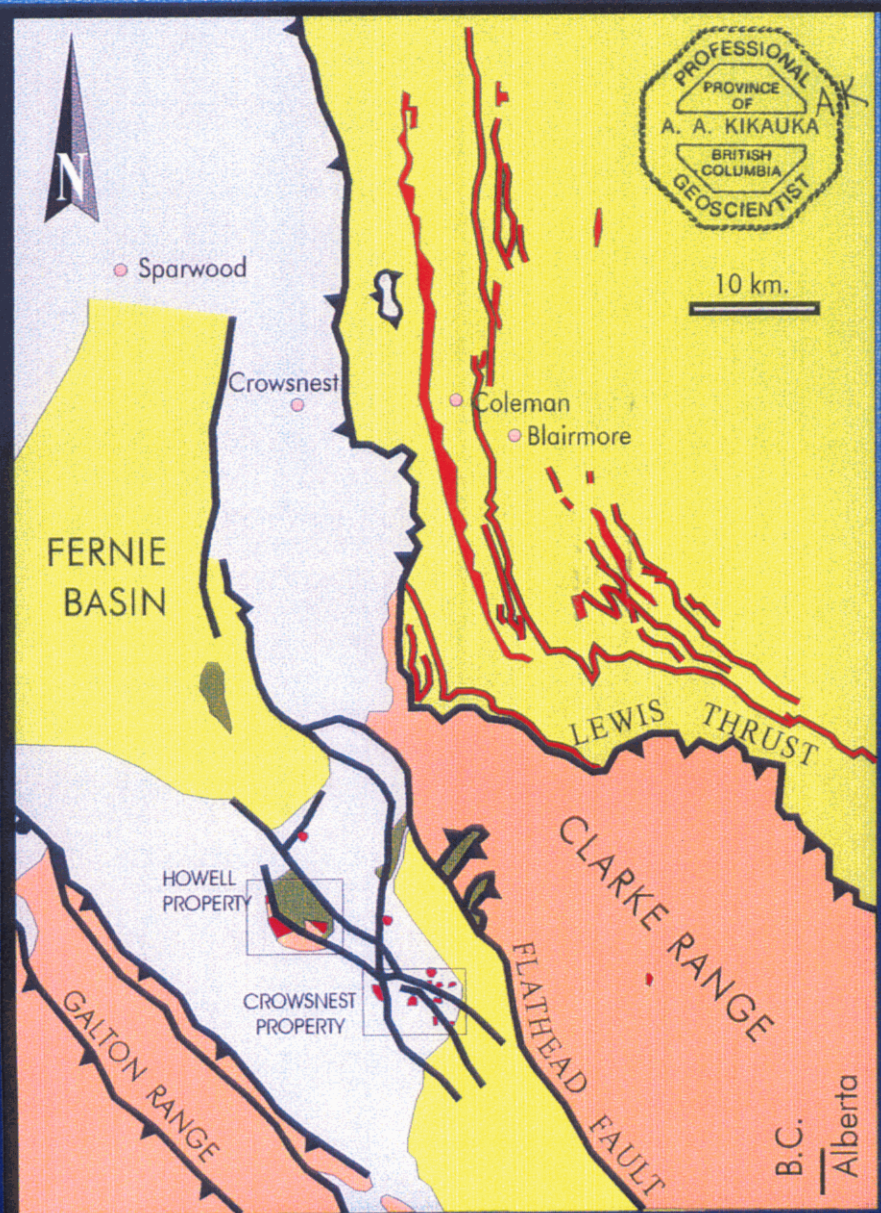 N
PROFESSIONAL
PROVINCE
OF
A. A. KIKAUKA
BRITISH
COLUMBIA
GEOSCIENTIST
AK
Sparwood
10 km.
Crowsnest
Coleman
Blairmore
FERNIE
BASIN
LEWIS THRUST
CLARKE RANGE
HOWELL
PROPERTY
FLATHEAD FAULT
CROWSNEST
PROPERTY
GALTON RANGE
B.C.
Alberta